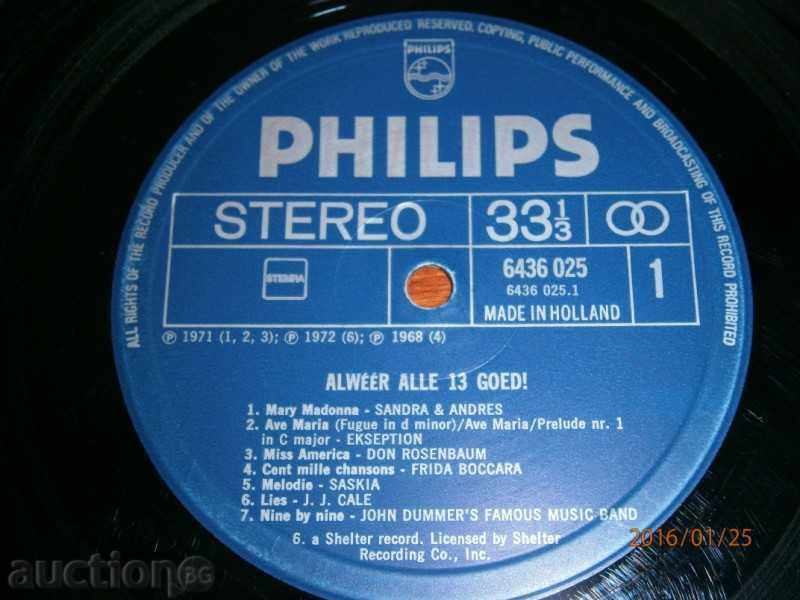 ALL RIGHTS OF THE RECORD PRODUCER AND OF THE OWNER OF THE WORK REPRODUCED RESERVED. COPYING, PUBLIC PERFORMANCE AND BROADCASTING OF THIS RECORD PROHIBITED
PHILIPS
PHILIPS
STEREO 33⅓
STEMRA 6436 025 1
6436 025.1
MADE IN HOLLAND
℗ 1971 (1, 2, 3); ℗ 1972 (6); ℗ 1968 (4)
ALWÉÉR ALLE 13 GOED!
1. Mary Madonna - SANDRA & ANDRES
2. Ave Maria (Fugue in d minor)/Ave Maria/Prelude nr. 1
in C major - EKSEPTION
3. Miss America - DON ROSENBAUM
4. Cent mille chansons - FRIDA BOCCARA
5. Melodie - SASKIA
6. Lies - J. J. CALE
7. Nine by nine - JOHN DUMMER'S FAMOUS MUSIC BAND
6. a Shelter record. Licensed by Shelter
Recording Co., Inc.
2016/01/25
auction BG